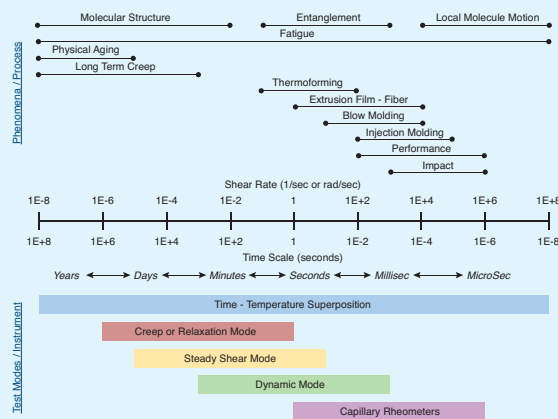 Molecular Structure Entanglement Local Molecule Motion
Fatigue
Physical Aging
Long Term Creep
Thermoforming
Extrusion Film - Fiber
Blow Molding
Injection Molding
Performance
Impact
Phenomena / Process
Shear Rate (1/sec or rad/sec)
1E-8 1E-6 1E-4 1E-2 1 1E+2 1E+4 1E+6 1E+8
1E+8 1E+6 1E+4 1E+2 1 1E-2 1E-4 1E-6 1E-8
Time Scale (seconds)
Years Days Minutes Seconds Millisec MicroSec
Time - Temperature Superposition
Creep or Relaxation Mode
Steady Shear Mode
Dynamic Mode
Capillary Rheometers
Test Modes / Instrument